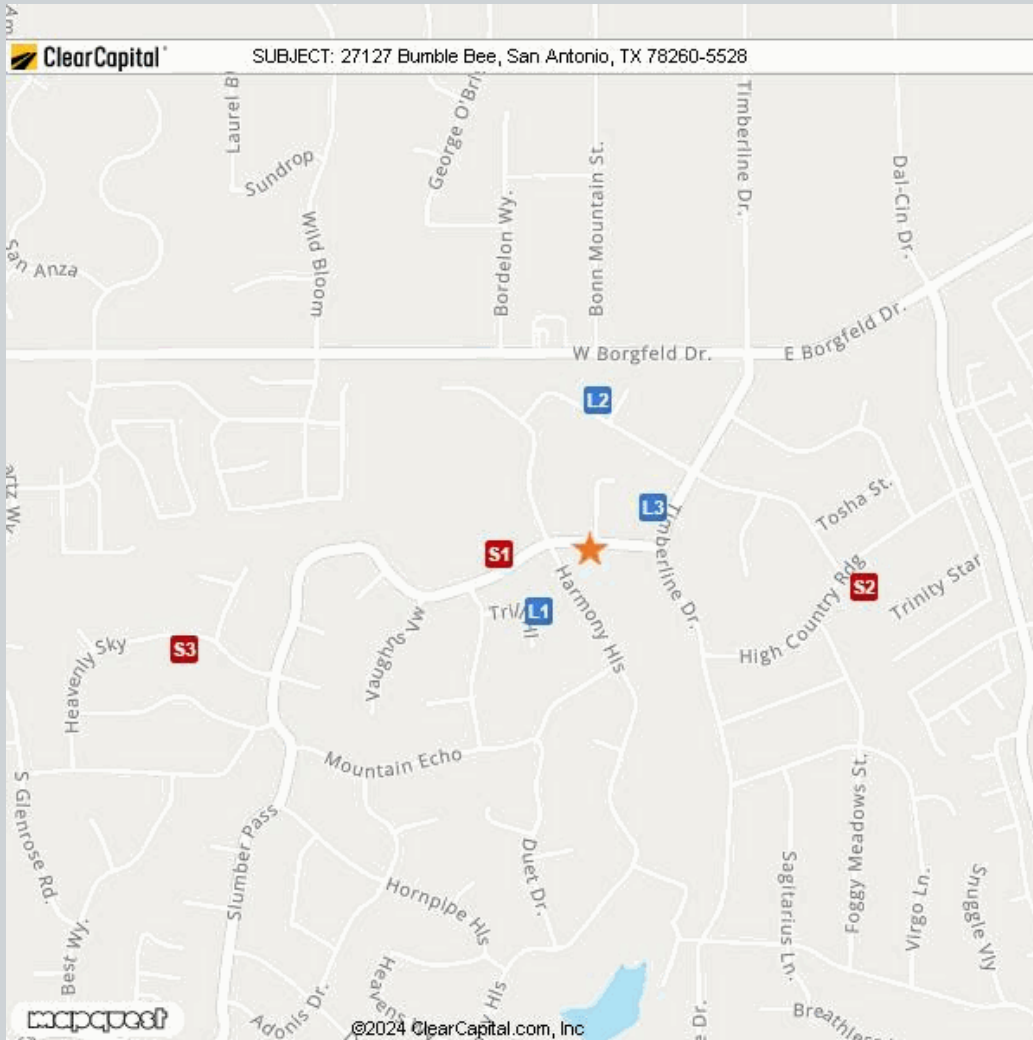 ClearCapital
SUBJECT: 27127 Bumble Bee, San Antonio, TX 78260-5528
Sundrop
George O'Bri
Timberline Dr.
Bonn Mountain St.
Dal-Cin Dr.
Bordelon Wy.
Wild Bloom
San Anza
W Borgfeld Dr.
E Borgfeld Dr.
L2
L3
Tosha St.
Timberline Dr.
S1
S2
Harmony Hls
High Country Rdg
Trinity Star
L1
Vaughns Vw
S3
Heavenly Sky
Mountain Echo
S Glenrose Rd.
Slumber Pass
Duet Dr.
Foggy Meadows St.
Sagitarius Ln.
Virgo Ln.
Snuggle Vly
Hornpipe Hls
Best Wy.
Heavens
Adonis Dr.
y Hls
e Dr.
Breathless
mapquest
©2024 ClearCapital.com, Inc